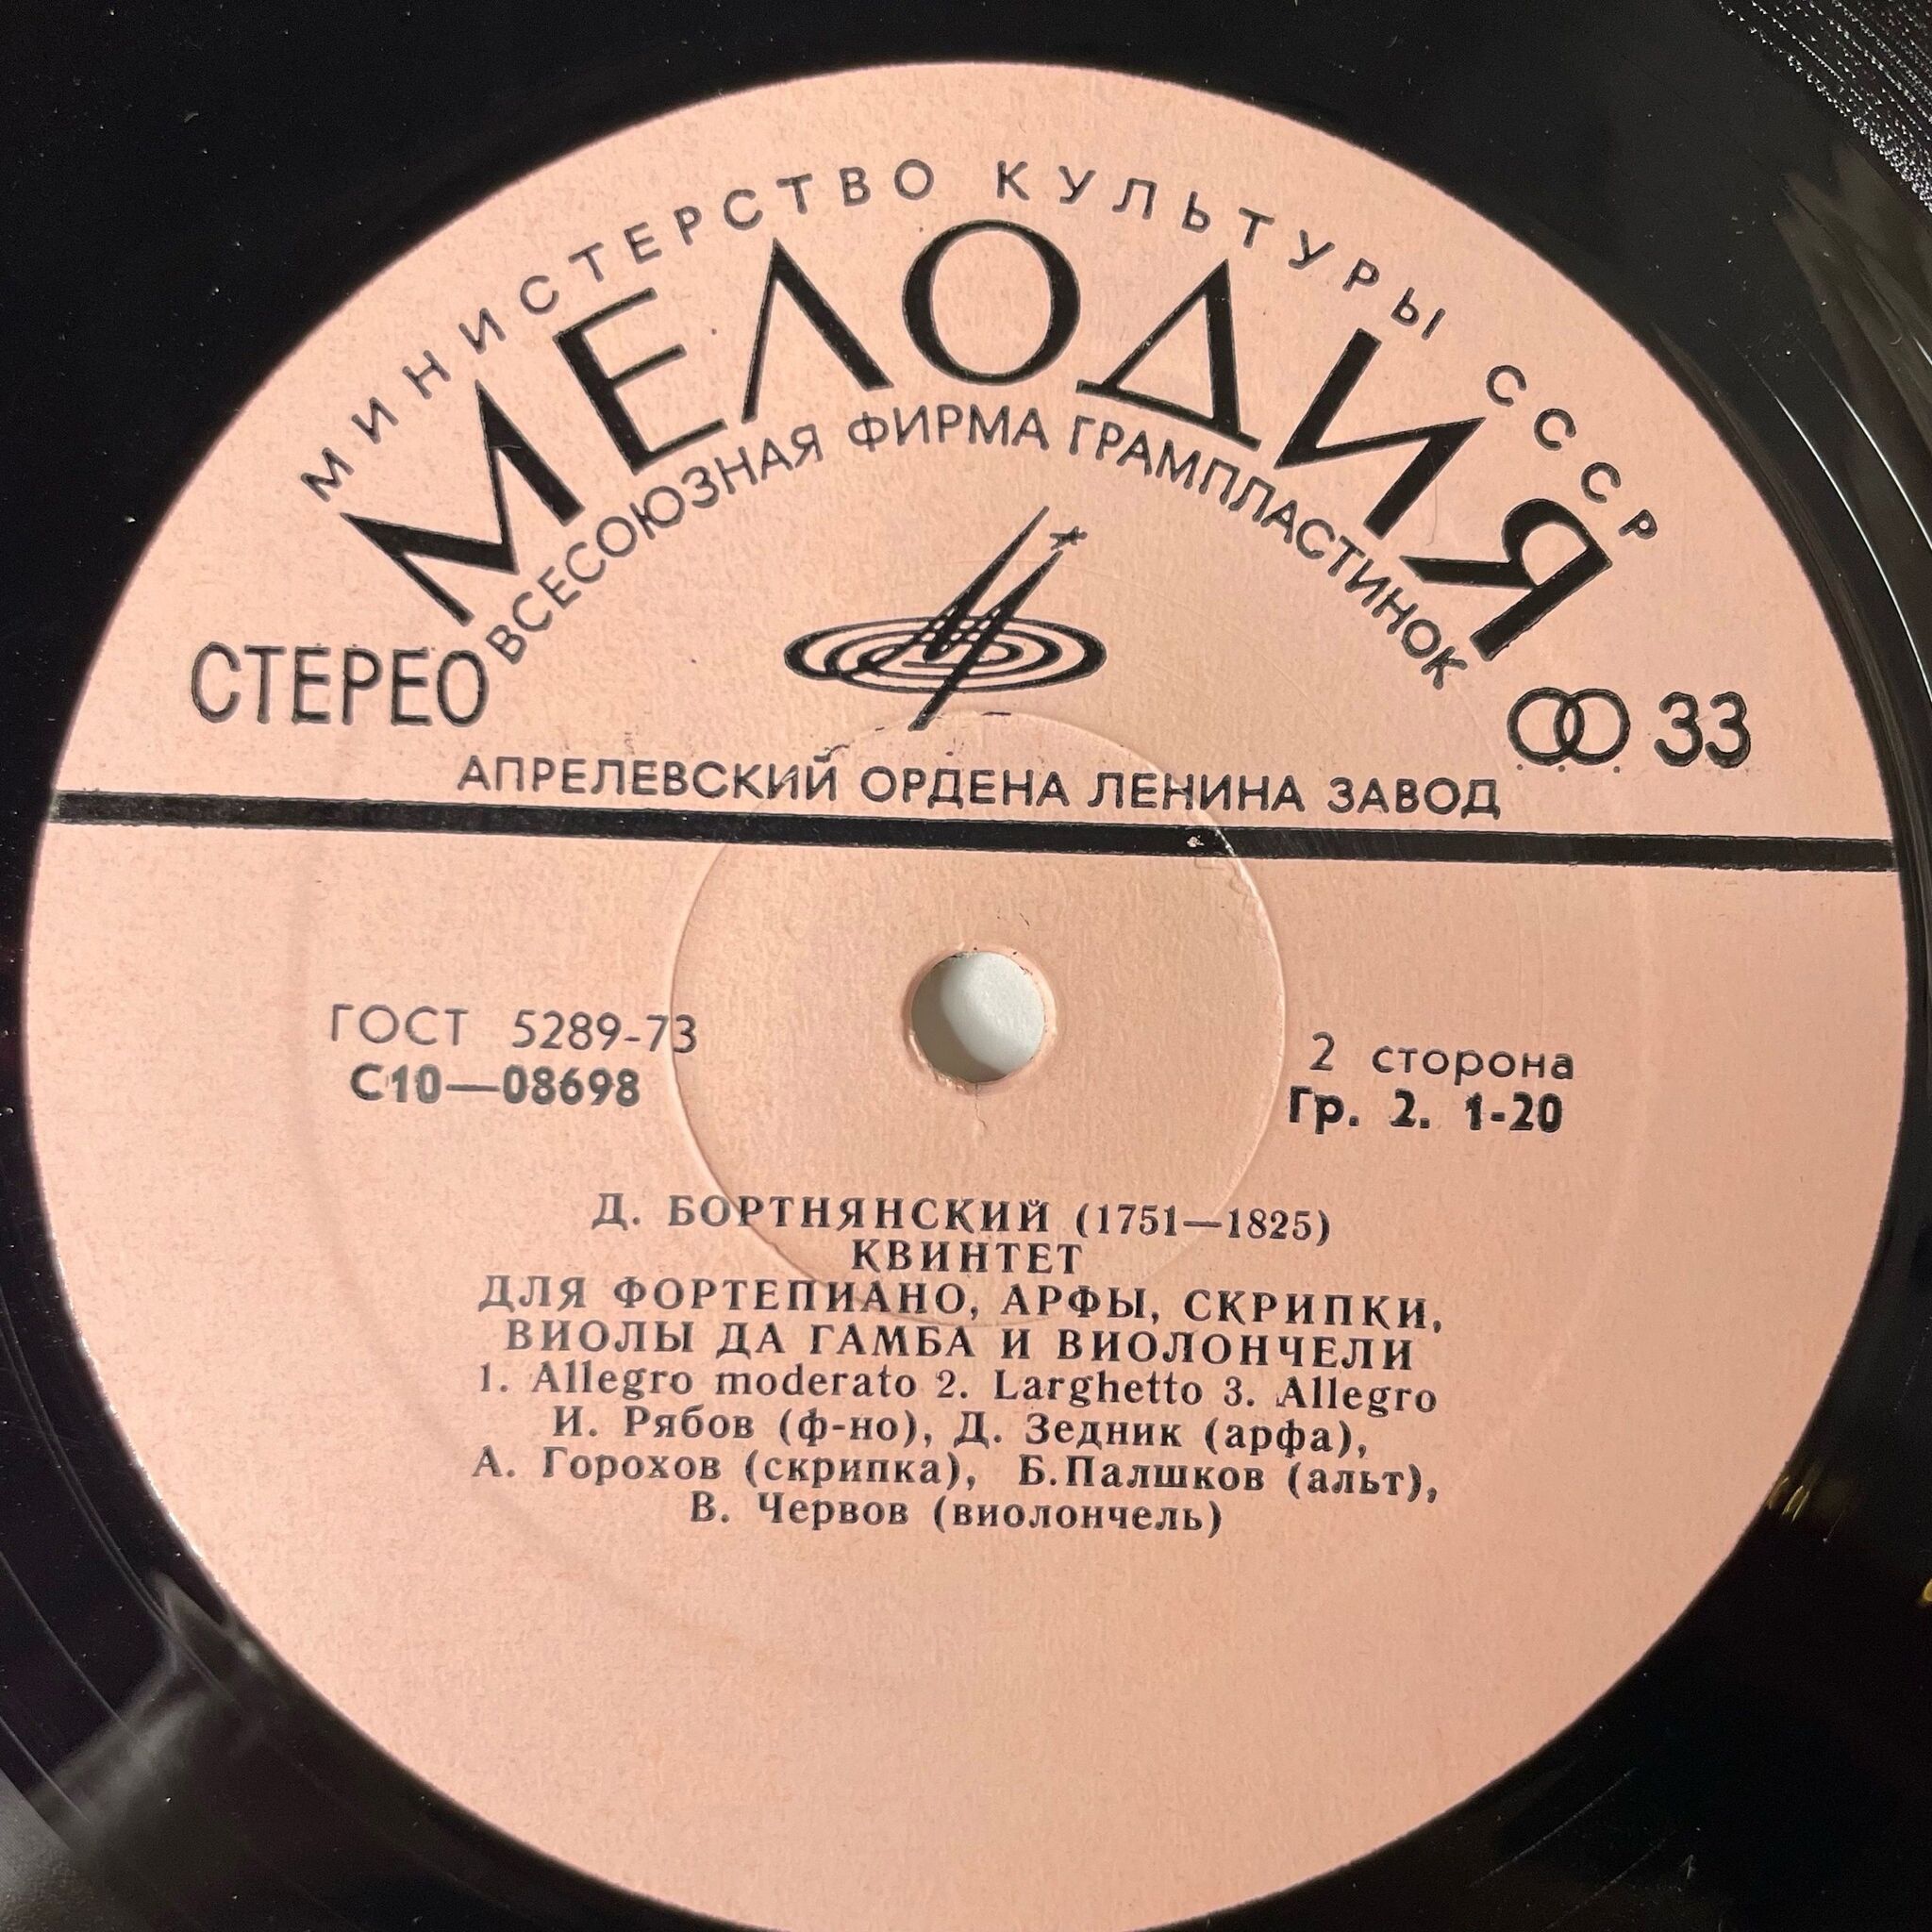 МИНИСТЕРСТВО КУЛЬТУРЫ СССР
МЕЛОДИЯ
ВСЕСОЮЗНАЯ ФИРМА ГРАМПЛАСТИНОК
СТЕРЕО
33
АПРЕЛЕВСКИЙ ОРДЕНА ЛЕНИНА ЗАВОД
ГОСТ 5289-73
С10—08698
2 сторона
Гр. 2. 1-20
Д. БОРТНЯНСКИЙ (1751—1825)
КВИНТЕТ
ДЛЯ ФОРТЕПИАНО, АРФЫ, СКРИПКИ,
ВИОЛЫ ДА ГАМБА И ВИОЛОНЧЕЛИ
1. Allegro moderato 2. Larghetto 3. Allegro
И. Рябов (ф-но), Д. Зедник (арфа),
А. Горохов (скрипка), Б.Палшков (альт),
В. Червов (виолончель)